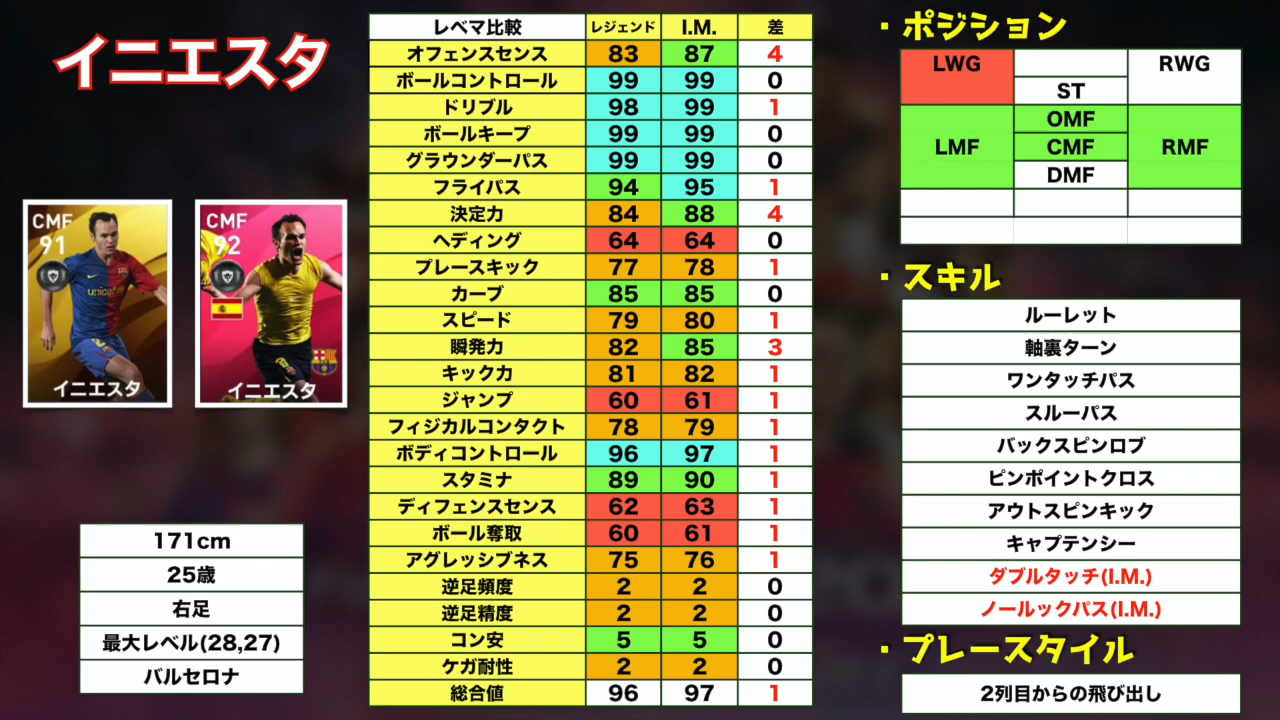 イニエスタ
CMF
91
unicef
イニエスタ
CMF
92
イニエスタ
171cm
25歳
右足
最大レベル(28,27)
バルセロナ
レベマ比較 レジェンド I.M. 差
オフェンスセンス 83 87 4
ボールコントロール 99 99 0
ドリブル 98 99 1
ボールキープ 99 99 0
グラウンダーパス 99 99 0
フライパス 94 95 1
決定力 84 88 4
ヘディング 64 64 0
プレースキック 77 78 1
カーブ 85 85 0
スピード 79 80 1
瞬発力 82 85 3
キック力 81 82 1
ジャンプ 60 61 1
フィジカルコンタクト 78 79 1
ボディコントロール 96 97 1
スタミナ 89 90 1
ディフェンスセンス 62 63 1
ボール奪取 60 61 1
アグレッシブネス 75 76 1
逆足頻度 2 2 0
逆足精度 2 2 0
コン安 5 5 0
ケガ耐性 2 2 0
総合値 96 97 1
・ポジション
LWG RWG
ST
OMF
LMF CMF RMF
DMF
・スキル
ルーレット
軸裏ターン
ワンタッチパス
スルーパス
バックスピンロブ
ピンポイントクロス
アウトスピンキック
キャプテンシー
ダブルタッチ(I.M.)
ノールックパス(I.M.)
・プレースタイル
2列目からの飛び出し